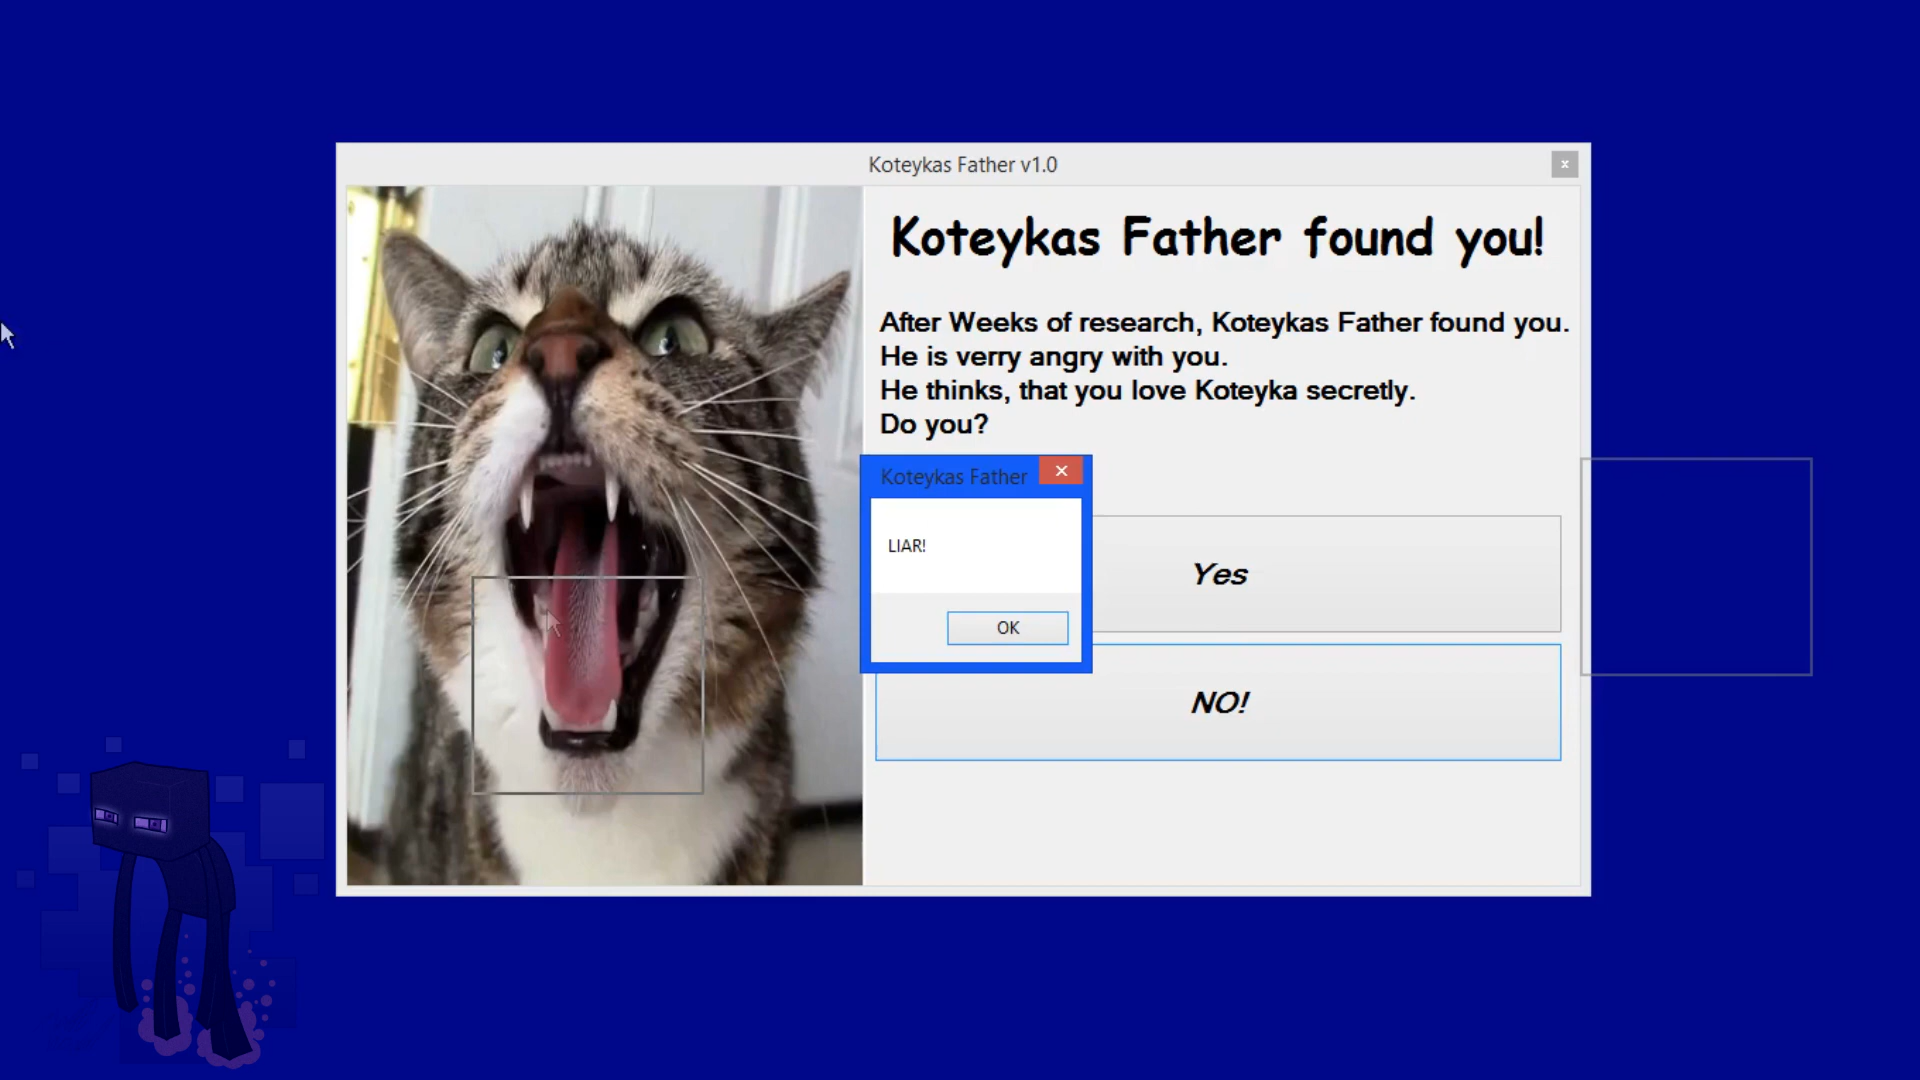 Koteykas Father v1.0
x
Koteykas Father found you!
After Weeks of research, Koteykas Father found you.
He is verry angry with you.
He thinks, that you love Koteyka secretly.
Do you?
Koteykas Father
LIAR!
OK
Yes
NO!